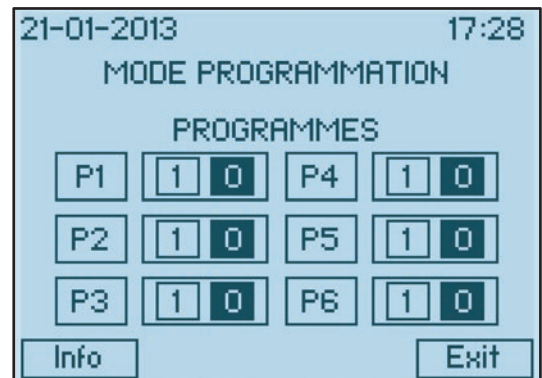 21-01-2013 17:28
MODE PROGRAMMATION
PROGRAMMES
P1 1 0 P4 1 0
P2 1 0 P5 1 0
P3 1 0 P6 1 0
Info Exit